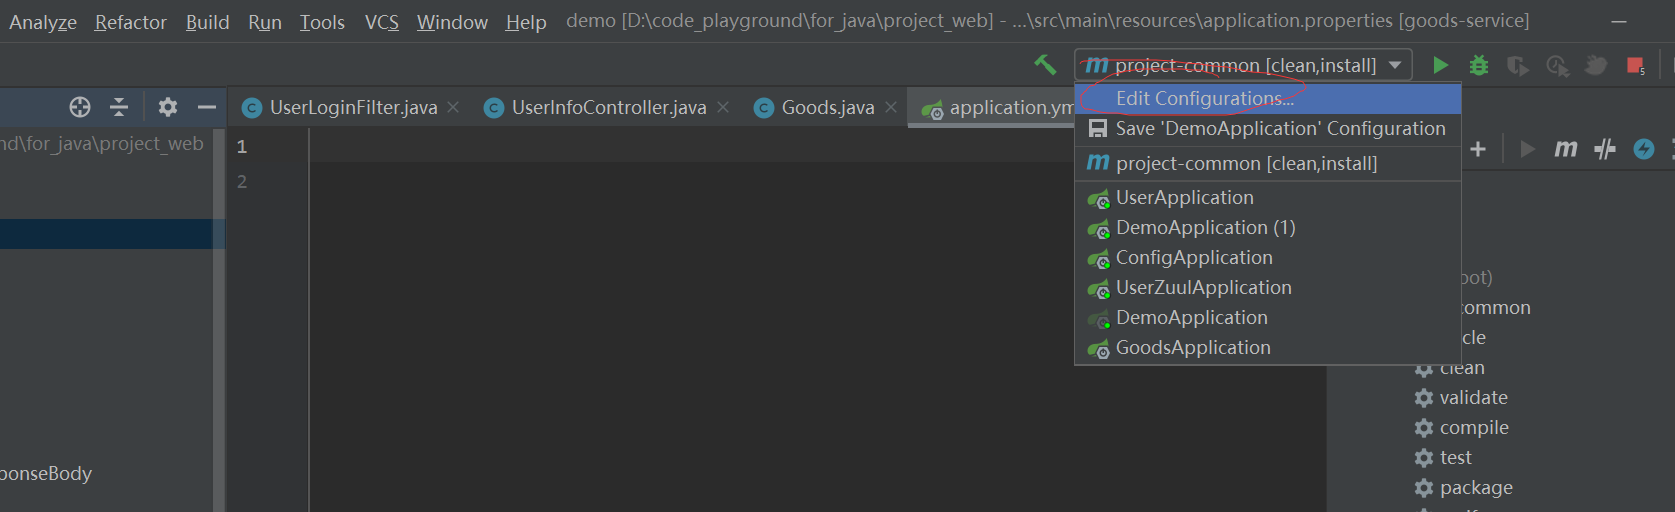 Analyze Refactor Build Run Tools VCS Window Help demo [D:\code_playground\for_java\project_web] - ...\src\main\resources\application.properties [goods-service]
project-common [clean,install]
UserLoginFilter.java UserInfoController.java Goods.java application.ym
Edit Configurations...
Save 'DemoApplication' Configuration
nd\for_java\project_web
1
2
project-common [clean,install]
UserApplication
DemoApplication (1)
ConfigApplication
UserZuulApplication
DemoApplication
GoodsApplication
5
oot)
common
cle
clean
validate
compile
test
package
ponseBody